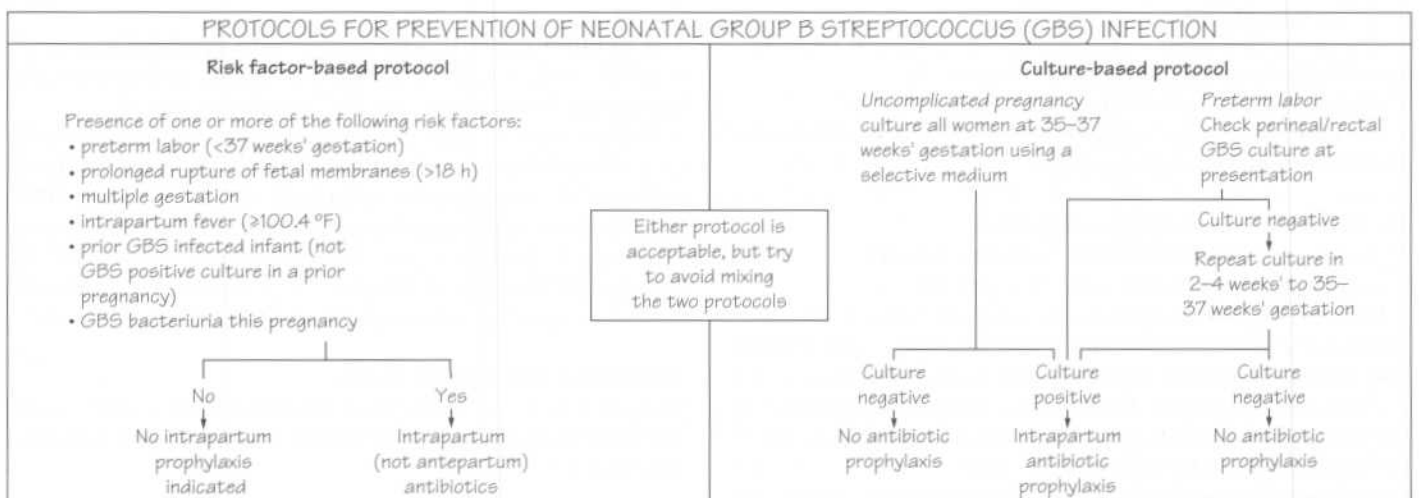 PROTOCOLS FOR PREVENTION OF NEONATAL GROUP B STREPTOCOCCUS (GBS) INFECTION
Risk factor-based protocol
Presence of one or more of the following risk factors:
• preterm labor (<37 weeks' gestation)
• prolonged rupture of fetal membranes (>18 h)
• multiple gestation
• intrapartum fever (≥100.4 ºF)
• prior GBS infected infant (not
GBS positive culture in a prior
pregnancy)
• GBS bacteriuria this pregnancy
No
No intrapartum
prophylaxis
indicated
Yes
Intrapartum
(not antepartum)
antibiotics
Either protocol is
acceptable, but try
to avoid mixing
the two protocols
Culture-based protocol
Uncomplicated pregnancy
culture all women at 35–37
weeks' gestation using a
selective medium
Preterm labor
Check perineal/rectal
GBS culture at
presentation
Culture negative
Repeat culture in
2–4 weeks' to 35–
37 weeks' gestation
Culture
negative
No antibiotic
prophylaxis
Culture
positive
Intrapartum
antibiotic
prophylaxis
Culture
negative
No antibiotic
prophylaxis